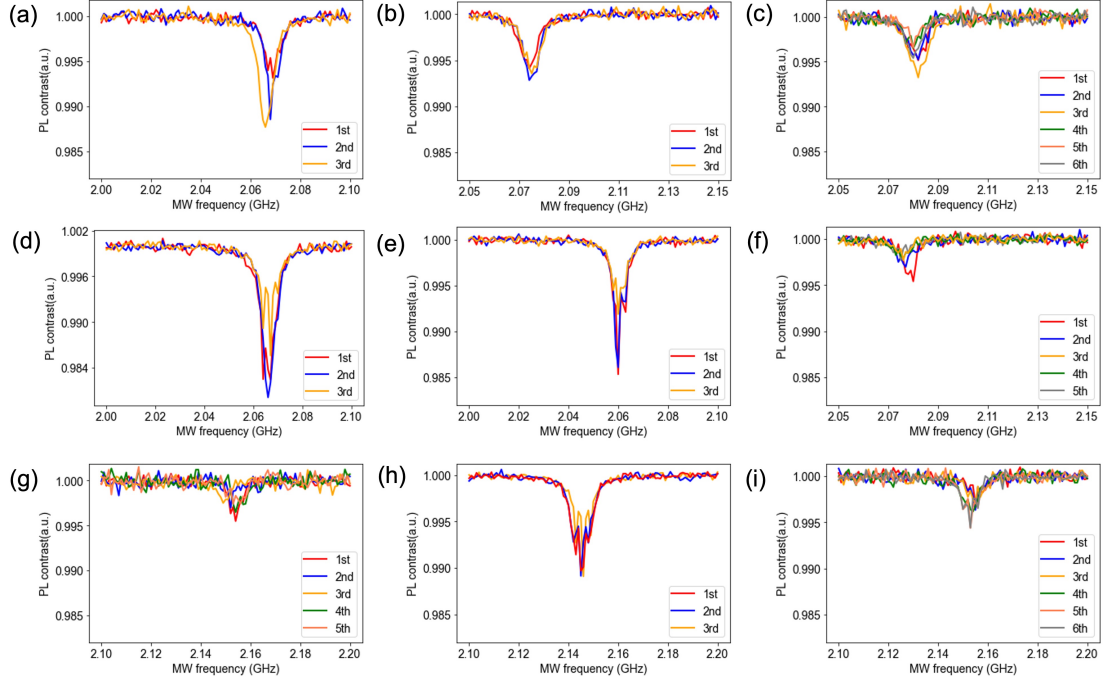 (a)
1.000
0.995
0.990
0.985
PL contrast(a.u.)
1st
2nd
3rd
2.00 2.02 2.04 2.06 2.08 2.10
MW frequency (GHz)
(b)
1.000
0.995
0.990
0.985
PL contrast(a.u.)
1st
2nd
3rd
2.05 2.07 2.09 2.11 2.13 2.15
MW frequency (GHz)
(c)
1.000
0.995
0.990
0.985
PL contrast(a.u.)
1st
2nd
3rd
4th
5th
6th
2.05 2.07 2.09 2.11 2.13 2.15
MW frequency (GHz)
(d)
1.002
0.996
0.990
0.984
PL contrast(a.u.)
1st
2nd
3rd
2.00 2.02 2.04 2.06 2.08 2.10
MW frequency (GHz)
(e)
1.000
0.995
0.990
0.985
PL contrast(a.u.)
1st
2nd
3rd
2.00 2.02 2.04 2.06 2.08 2.10
MW frequency (GHz)
(f)
1.000
0.995
0.990
0.985
PL contrast(a.u.)
1st
2nd
3rd
4th
5th
2.05 2.07 2.09 2.11 2.13 2.15
MW frequency (GHz)
(g)
1.000
0.995
0.990
0.985
PL contrast(a.u.)
1st
2nd
3rd
4th
5th
2.10 2.12 2.14 2.16 2.18 2.20
MW frequency (GHz)
(h)
1.000
0.995
0.990
0.985
PL contrast(a.u.)
1st
2nd
3rd
2.10 2.12 2.14 2.16 2.18 2.20
MW frequency (GHz)
(i)
1.000
0.995
0.990
0.985
PL contrast(a.u.)
1st
2nd
3rd
4th
5th
6th
2.10 2.12 2.14 2.16 2.18 2.20
MW frequency (GHz)